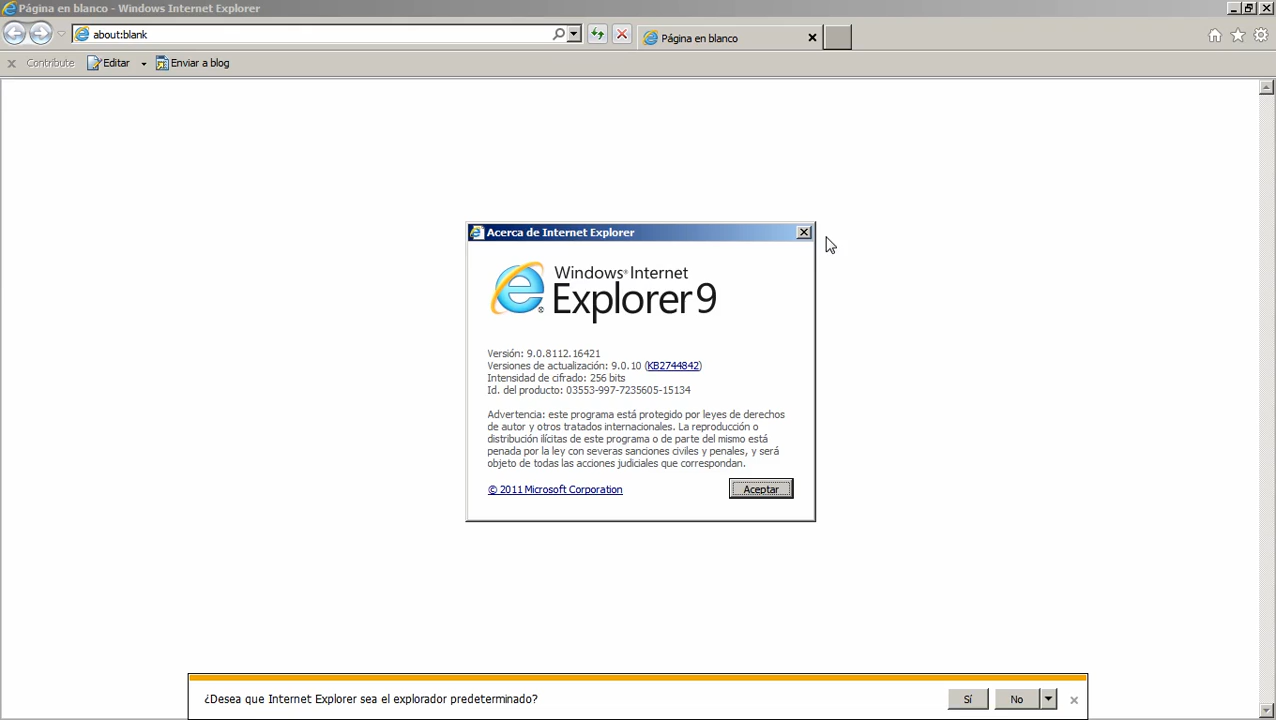 Página en blanco - Windows Internet Explorer
about:blank
Página en blanco
Contribute
Editar
Enviar a blog
Acerca de Internet Explorer
Windows® Internet
Explorer 9
Versión: 9.0.8112.16421
Versiones de actualización: 9.0.10 (KB2744842)
Intensidad de cifrado: 256 bits
Id. del producto: 03553-997-7235605-15134
Advertencia: este programa está protegido por leyes de derechos
de autor y otros tratados internacionales. La reproducción o
distribución ilícitas de este programa o de parte del mismo está
penada por la ley con severas sanciones civiles y penales, y será
objeto de todas las acciones judiciales que correspondan.
© 2011 Microsoft Corporation
Aceptar
¿Desea que Internet Explorer sea el explorador predeterminado?
Sí
No